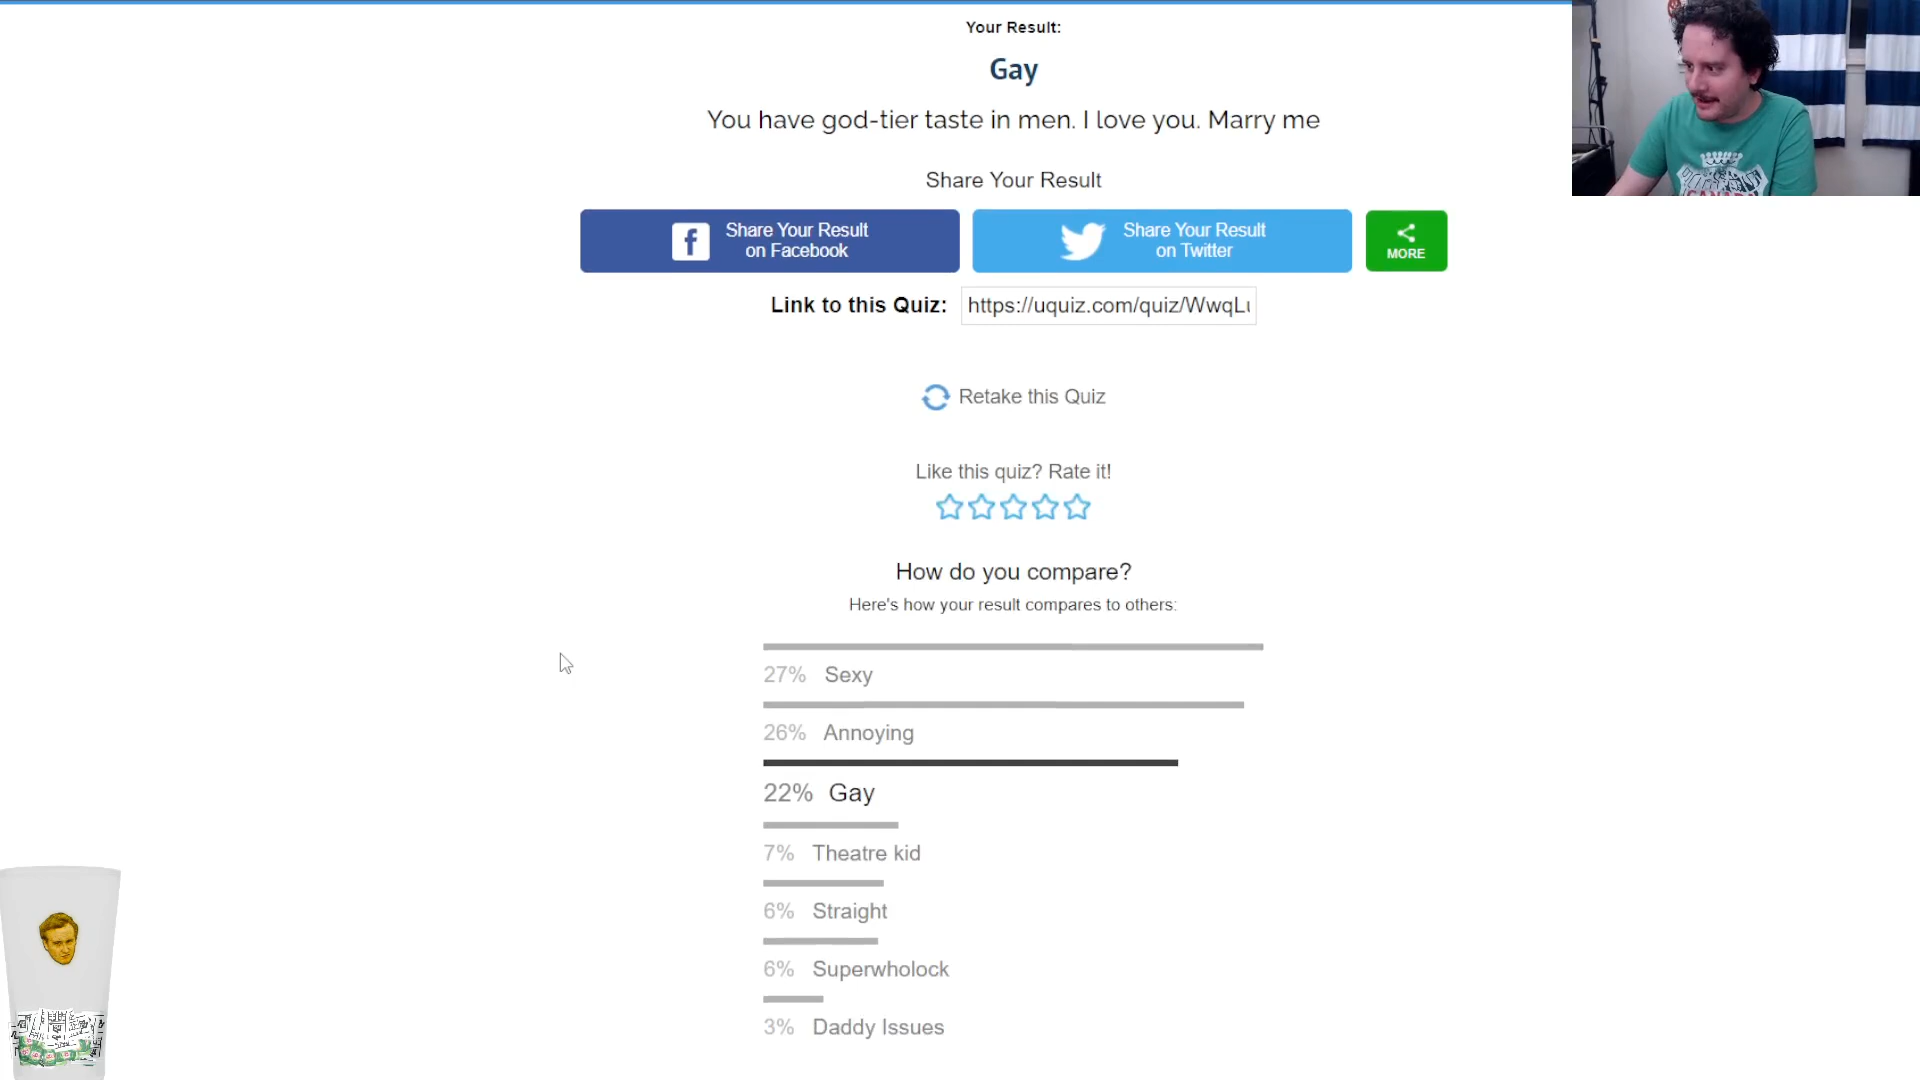 Your Result:
Gay
You have god-tier taste in men. I love you. Marry me
Share Your Result
Share Your Result
on Facebook
Share Your Result
on Twitter
MORE
Link to this Quiz: https://uquiz.com/quiz/WwqL
Retake this Quiz
Like this quiz? Rate it!
How do you compare?
Here's how your result compares to others:
27% Sexy
26% Annoying
22% Gay
7% Theatre kid
6% Straight
6% Superwholock
3% Daddy Issues